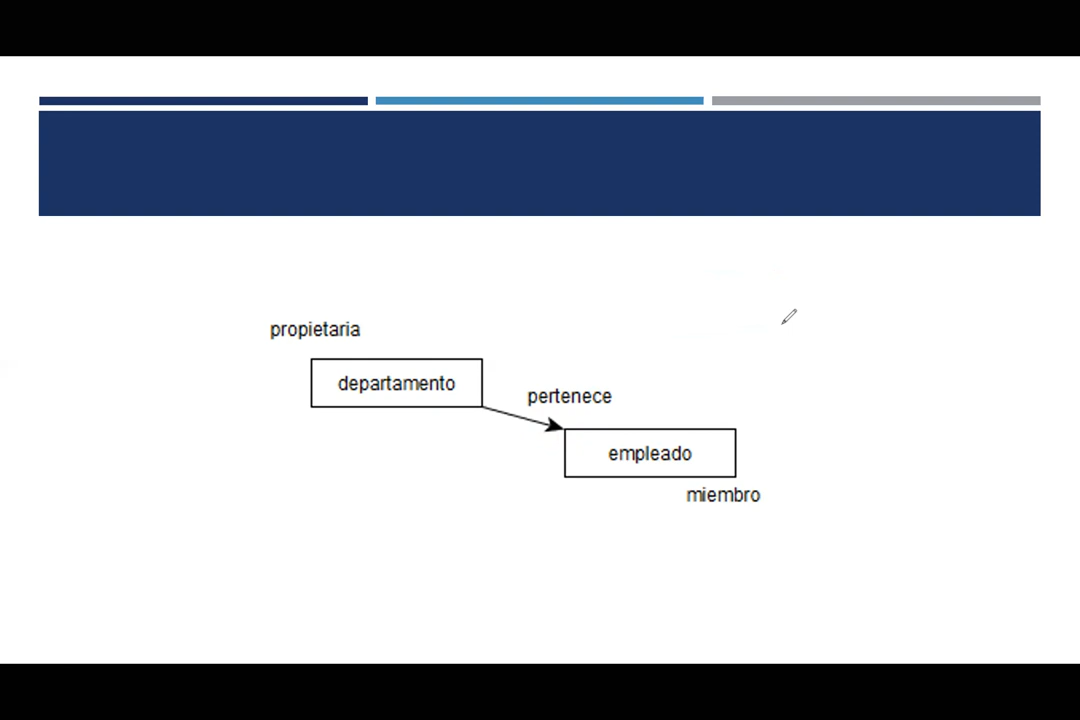 propietaria
departamento
pertenece
empleado
miembro